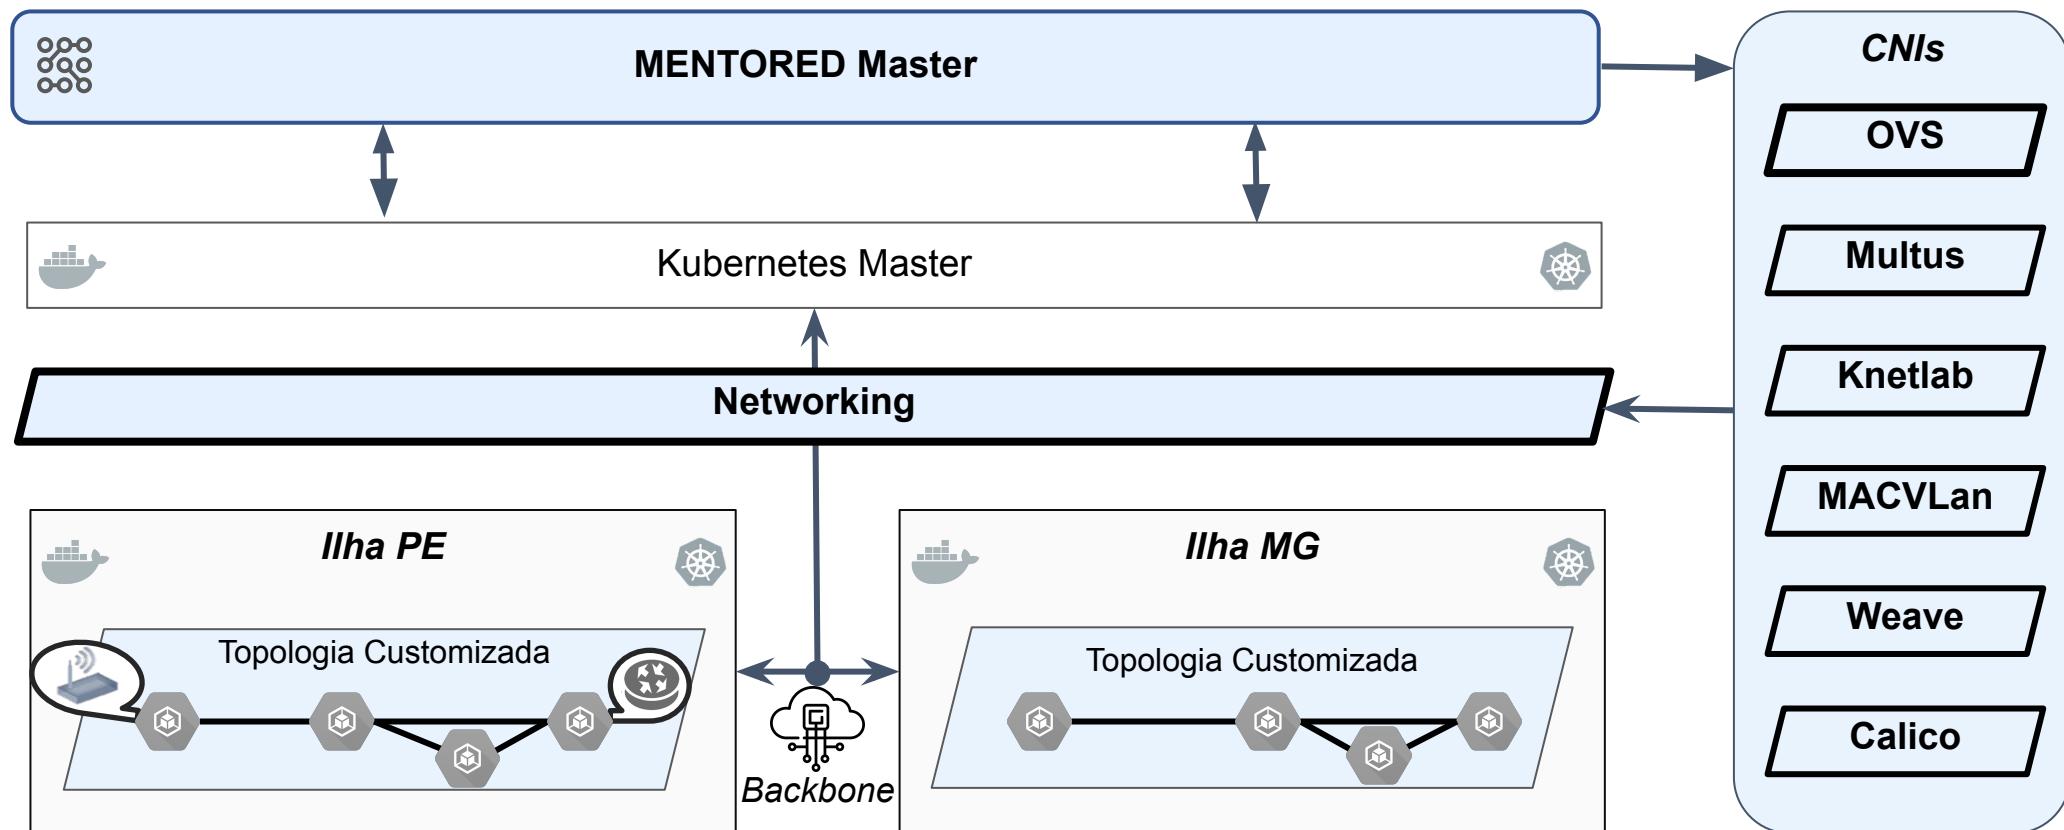 MENTORED Master
CNIs
OVS
Multus
Knetlab
MACVLan
Weave
Calico
Kubernetes Master
Networking
Ilha PE
Topologia Customizada
Backbone
Ilha MG
Topologia Customizada